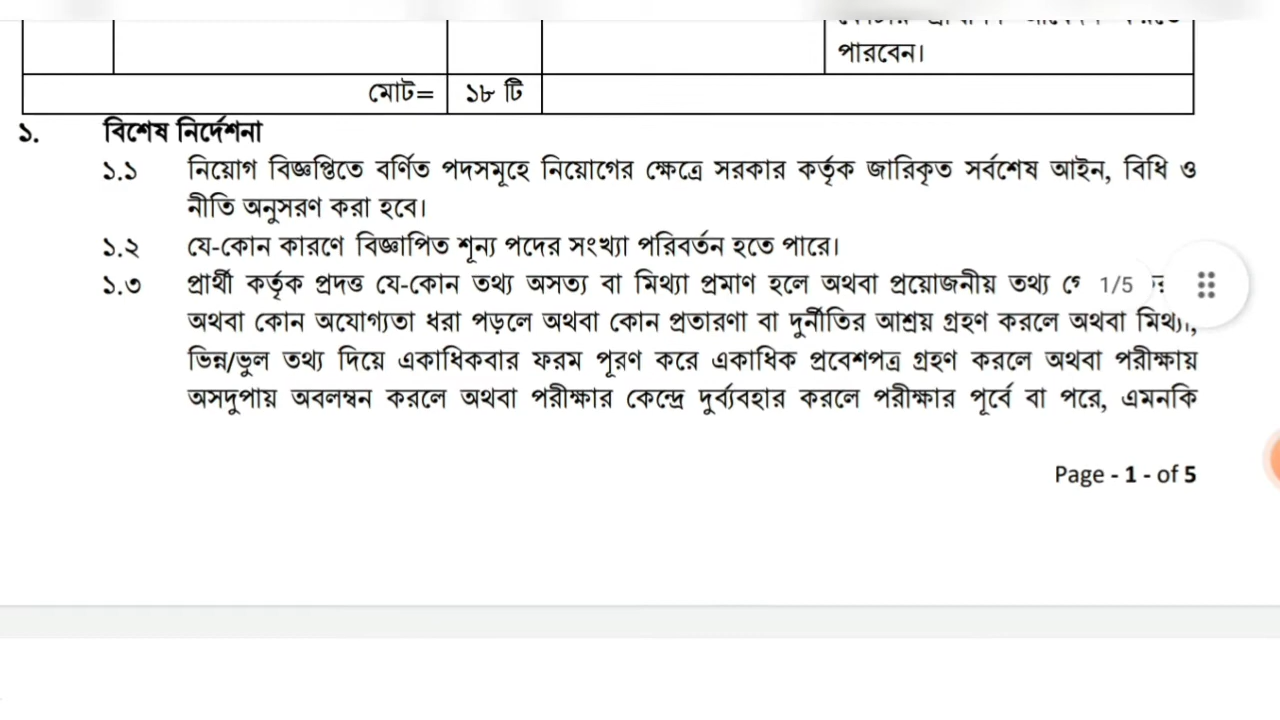 পারবেন।
মোট= ১৮ টি
১. বিশেষ নির্দেশনা
১.১ নিয়োগ বিজ্ঞপ্তিতে বর্ণিত পদসমূহে নিয়োগের ক্ষেত্রে সরকার কর্তৃক জারিকৃত সর্বশেষ আইন, বিধি ও
নীতি অনুসরণ করা হবে।
১.২ যে-কোন কারণে বিজ্ঞাপিত শূন্য পদের সংখ্যা পরিবর্তন হতে পারে।
১.৩ প্রার্থী কর্তৃক প্রদত্ত যে-কোন তথ্য অসত্য বা মিথ্যা প্রমাণ হলে অথবা প্রয়োজনীয় তথ্য 1/5
অথবা কোন অযোগ্যতা ধরা পড়লে অথবা কোন প্রতারণা বা দুর্নীতির আশ্রয় গ্রহণ করলে অথবা মিথ্যা,
ভিন্ন/ভুল তথ্য দিয়ে একাধিকবার ফরম পূরণ করে একাধিক প্রবেশপত্র গ্রহণ করলে অথবা পরীক্ষায়
অসদুপায় অবলম্বন করলে অথবা পরীক্ষার কেন্দ্রে দুর্ব্যবহার করলে পরীক্ষার পূর্বে বা পরে, এমনকি
Page - 1 - of 5